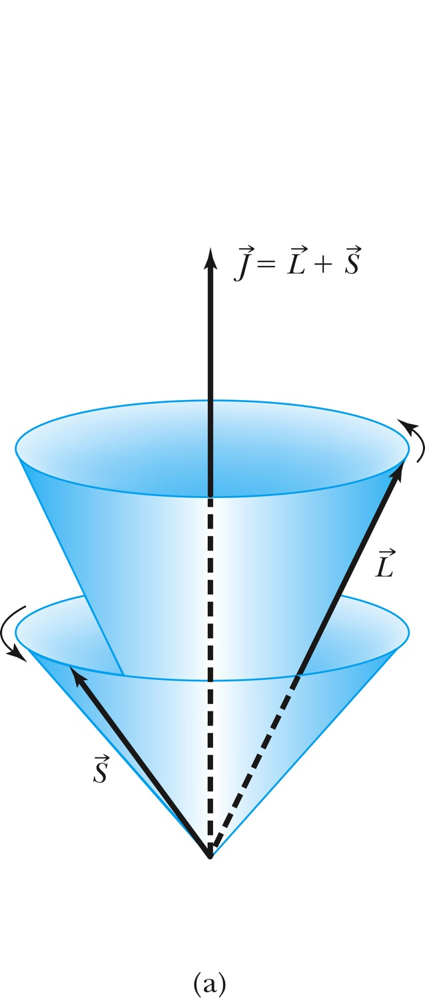 J⃗ = L⃗ + S⃗
L⃗
S⃗
(a)